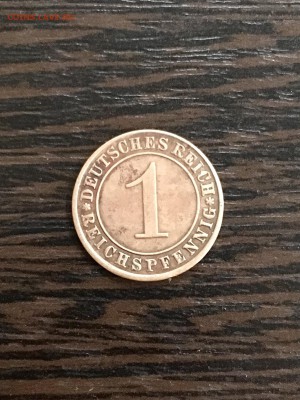 DEUTSCHES REICH
1
REICHSPFENNIG